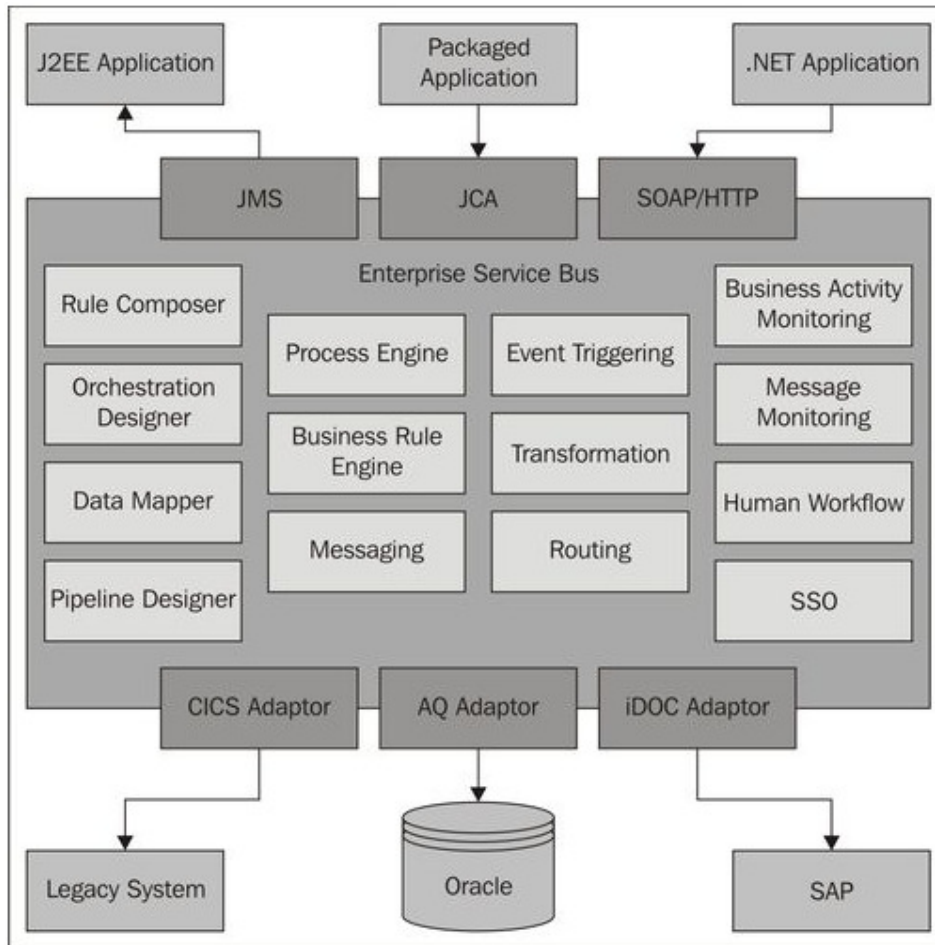 J2EE Application
Packaged
Application
.NET Application
JMS
JCA
SOAP/HTTP
Enterprise Service Bus
Rule Composer
Orchestration
Designer
Data Mapper
Pipeline Designer
Process Engine
Business Rule
Engine
Messaging
Event Triggering
Transformation
Routing
Business Activity
Monitoring
Message
Monitoring
Human Workflow
SSO
CICS Adaptor
AQ Adaptor
iDOC Adaptor
Legacy System
Oracle
SAP